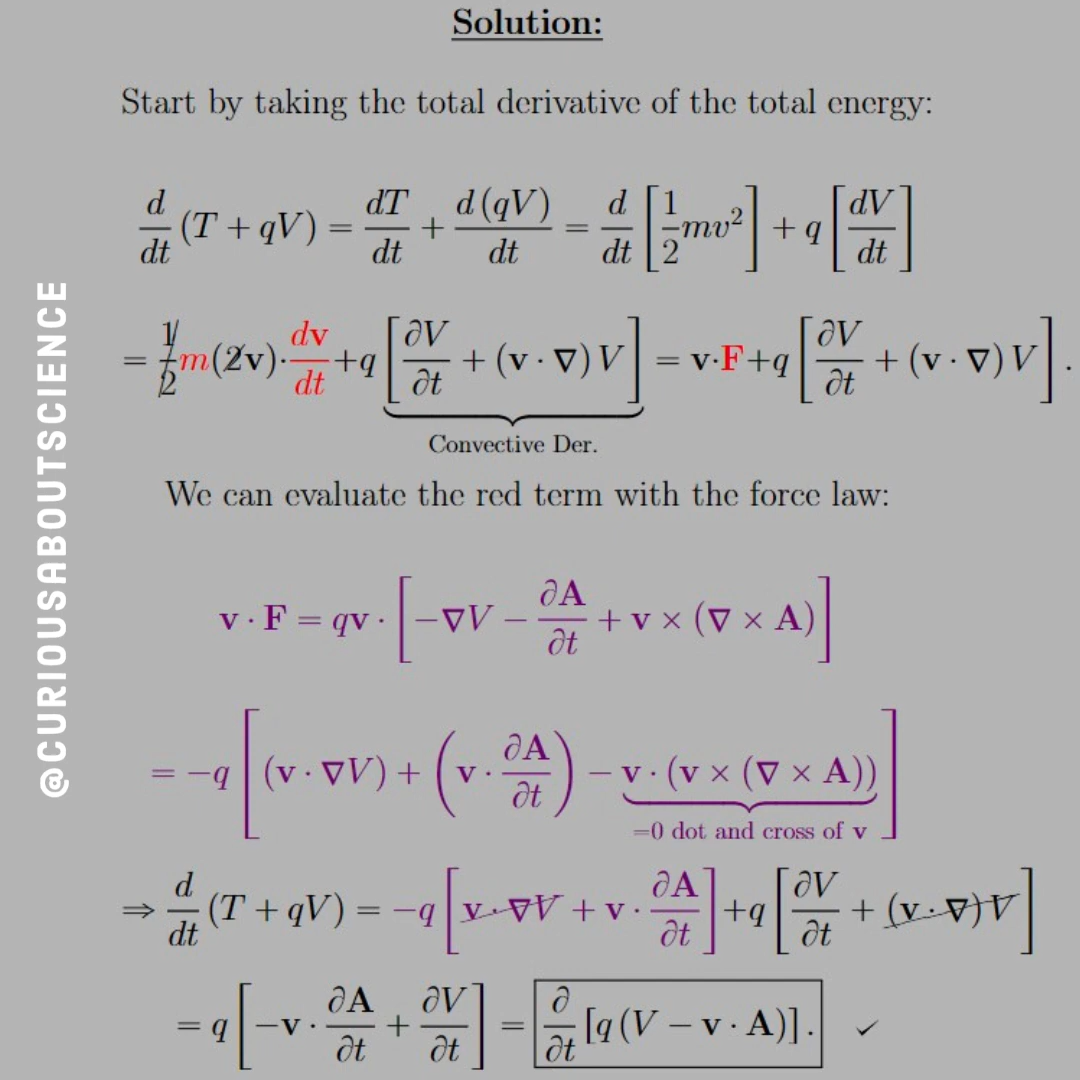 Solution:
Start by taking the total derivative of the total energy:
d/dt (T + qV) = dT/dt + d(qV)/dt = d/dt [1/2 mv²] + q [dV/dt]
= 1/2 m(2v)·dv/dt + q [∂V/∂t + (v · ∇) V] = v·F+q [∂V/∂t + (v · ∇) V] .
Convective Der.
We can evaluate the red term with the force law:
v · F = qv · [−∇V − ∂A/∂t + v × (∇ × A)]
= −q [(v · ∇V) + (v · ∂A/∂t) − v · (v × (∇ × A))]
=0 dot and cross of v
⇒ d/dt (T + qV) = −q [v · ∇V + v · ∂A/∂t] +q [∂V/∂t + (v · ∇)V]
= q [−v · ∂A/∂t + ∂V/∂t] = ∂/∂t [q (V − v · A)]. ✓
@CURIOUSABOUTSCIENCE